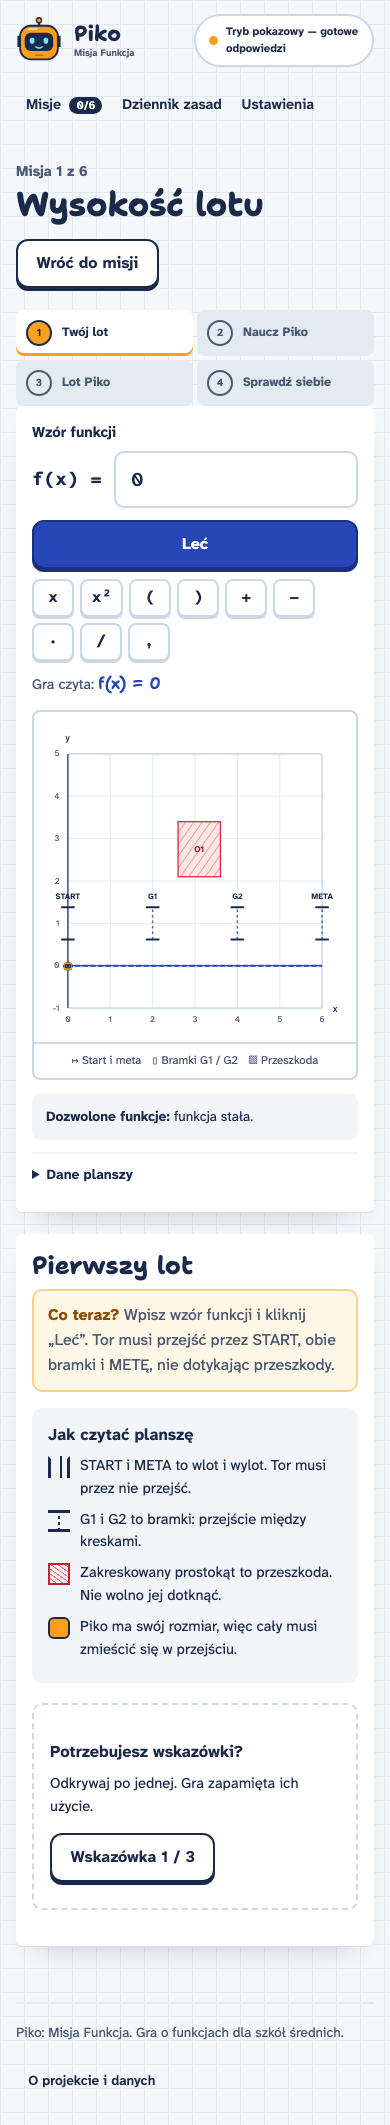 Piko
Misja Funkcja
Tryb pokazowy — gotowe
odpowiedzi
Misje 0/6 Dziennik zasad Ustawienia
Misja 1 z 6
Wysokość lotu
Wróć do misji
1 Twój lot
2 Naucz Piko
3 Lot Piko
4 Sprawdź siebie
Wzór funkcji
f(x) = 0
Leć
x x² ( ) + −
· / ,
Gra czyta: f(x) = 0
y
5
4
3
O1
2
START G1 G2 META
1
0
-1
x
0 1 2 3 4 5 6
↦ Start i meta ▯ Bramki G1 / G2 ▨ Przeszkoda
Dozwolone funkcje: funkcja stała.
▶ Dane planszy
Pierwszy lot
Co teraz? Wpisz wzór funkcji i kliknij
„Leć”. Tor musi przejść przez START, obie
bramki i METĘ, nie dotykając przeszkody.
Jak czytać planszę
START i META to wlot i wylot. Tor musi
przez nie przejść.
G1 i G2 to bramki: przejście między
kreskami.
Zakreskowany prostokąt to przeszkoda.
Nie wolno jej dotknąć.
Piko ma swój rozmiar, więc cały musi
zmieścić się w przejściu.
Potrzebujesz wskazówki?
Odkrywaj po jednej. Gra zapamięta ich
użycie.
Wskazówka 1 / 3
Piko: Misja Funkcja. Gra o funkcjach dla szkół średnich.
O projekcie i danych